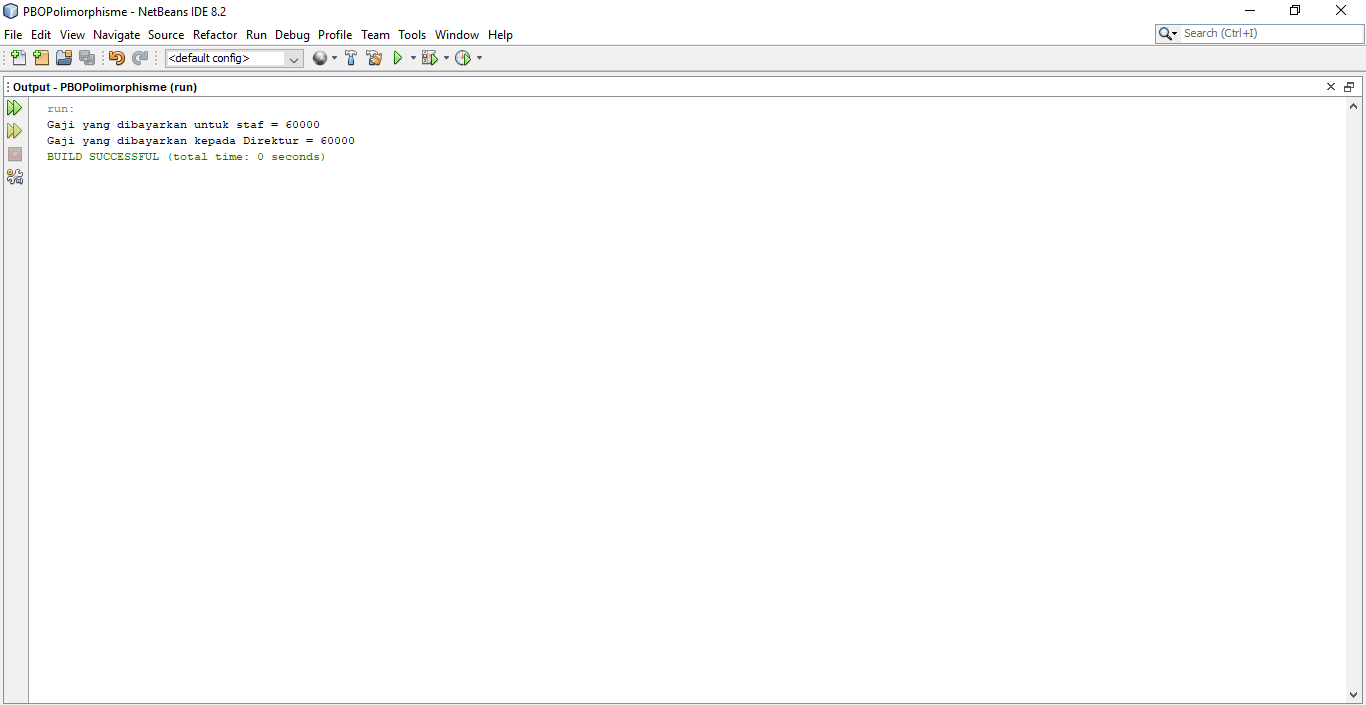 PBOPolimorphisme - NetBeans IDE 8.2
File Edit View Navigate Source Refactor Run Debug Profile Team Tools Window Help
Search (Ctrl+I)
<default config>
Output - PBOPolimorphisme (run)
run:
Gaji yang dibayarkan untuk staf = 60000
Gaji yang dibayarkan kepada Direktur = 60000
BUILD SUCCESSFUL (total time: 0 seconds)